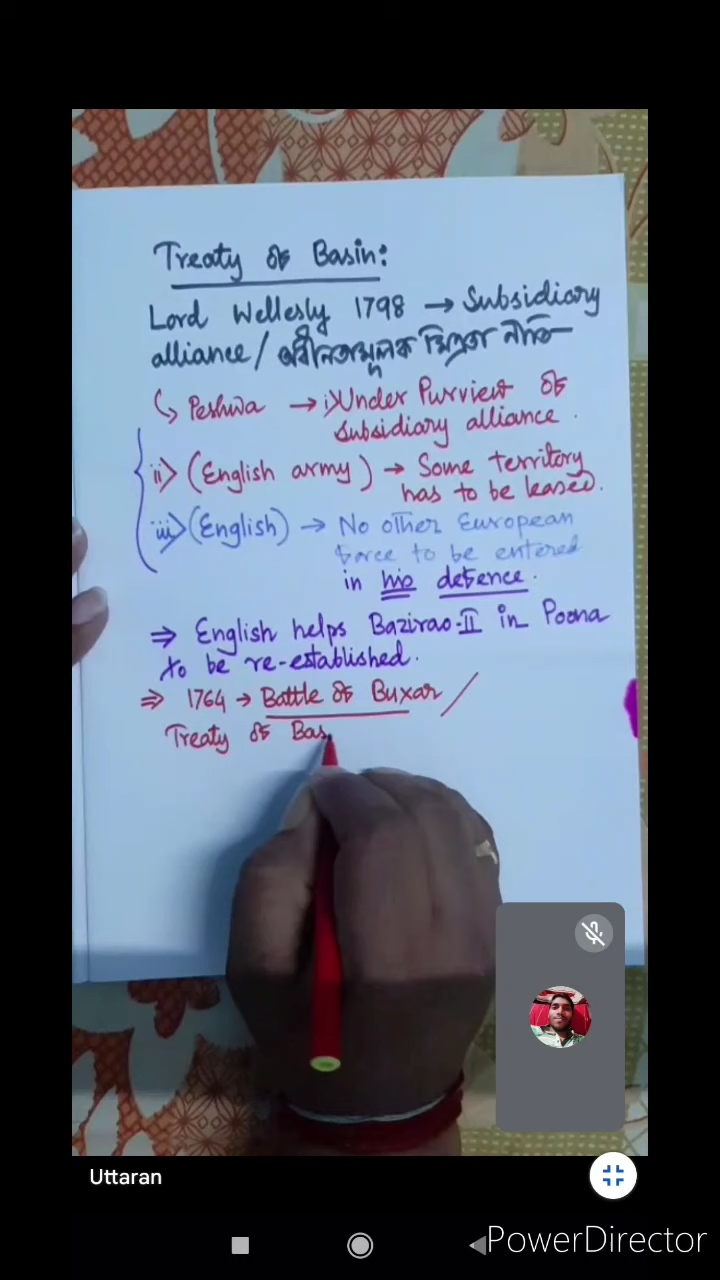 Treaty of Basin:
Lord Wellesly 1798 → Subsidiary
alliance / অধীনতামূলক মিত্রতা নীতি
↳ Peshwa → i) Under Purviest of
Subsidiary alliance.
ii> (English army) → Some territory
has to be leased.
iii> (English) → No other European
force to be entered
in his defence.
⇒ English helps Bazirao-II in Poona
to be re-established.
⇒ 1764 → Battle of Buxar /
Treaty of Bas
Uttaran
PowerDirector